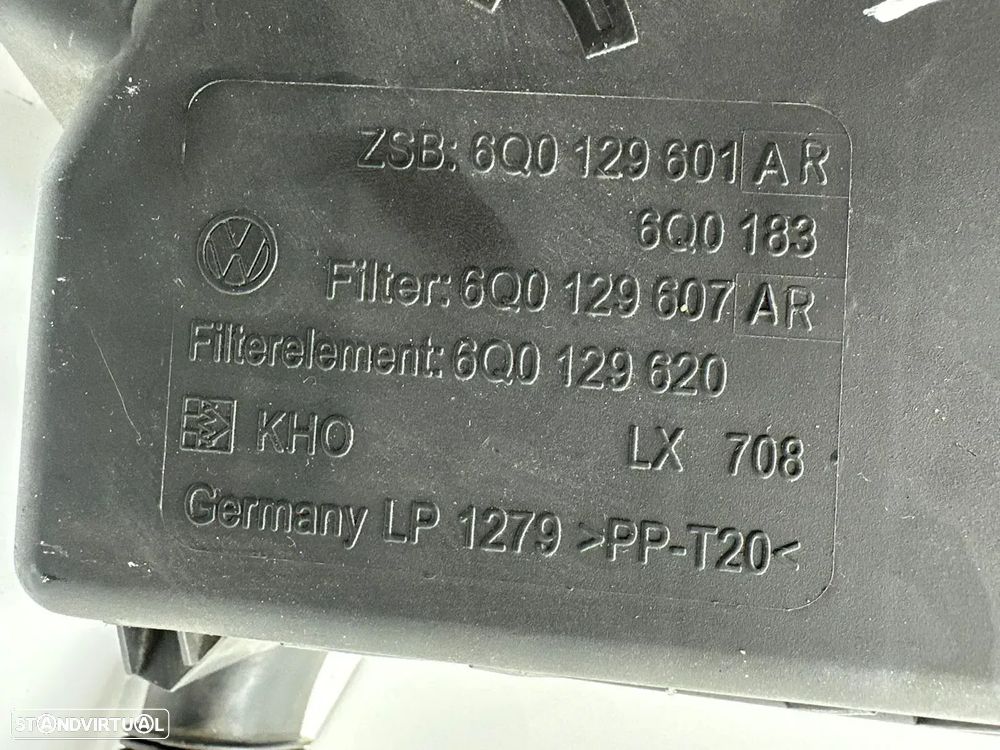 ZSB: 6Q0 129 601 AR
6Q0 183
Filter: 6Q0 129 607 AR
Filterelement: 6Q0 129 620
KHO LX 708
Germany LP 1279 >PP-T20<
STANDVIRTUAL